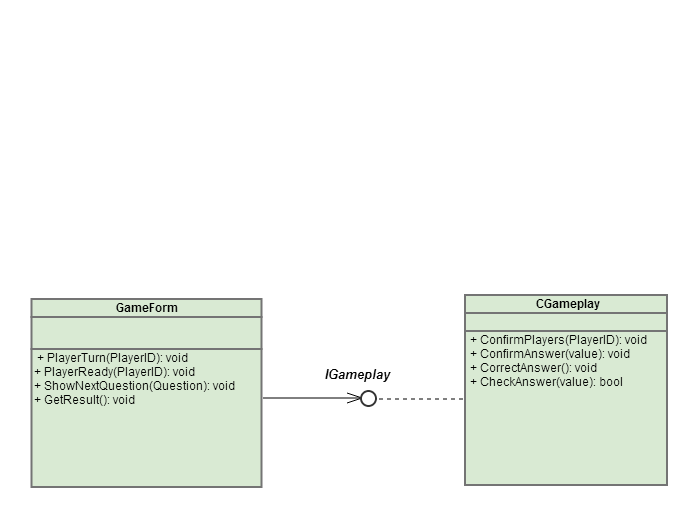 GameForm
+ PlayerTurn(PlayerID): void
+ PlayerReady(PlayerID): void
+ ShowNextQuestion(Question): void
+ GetResult(): void
IGameplay
CGameplay
+ ConfirmPlayers(PlayerID): void
+ ConfirmAnswer(value): void
+ CorrectAnswer(): void
+ CheckAnswer(value): bool